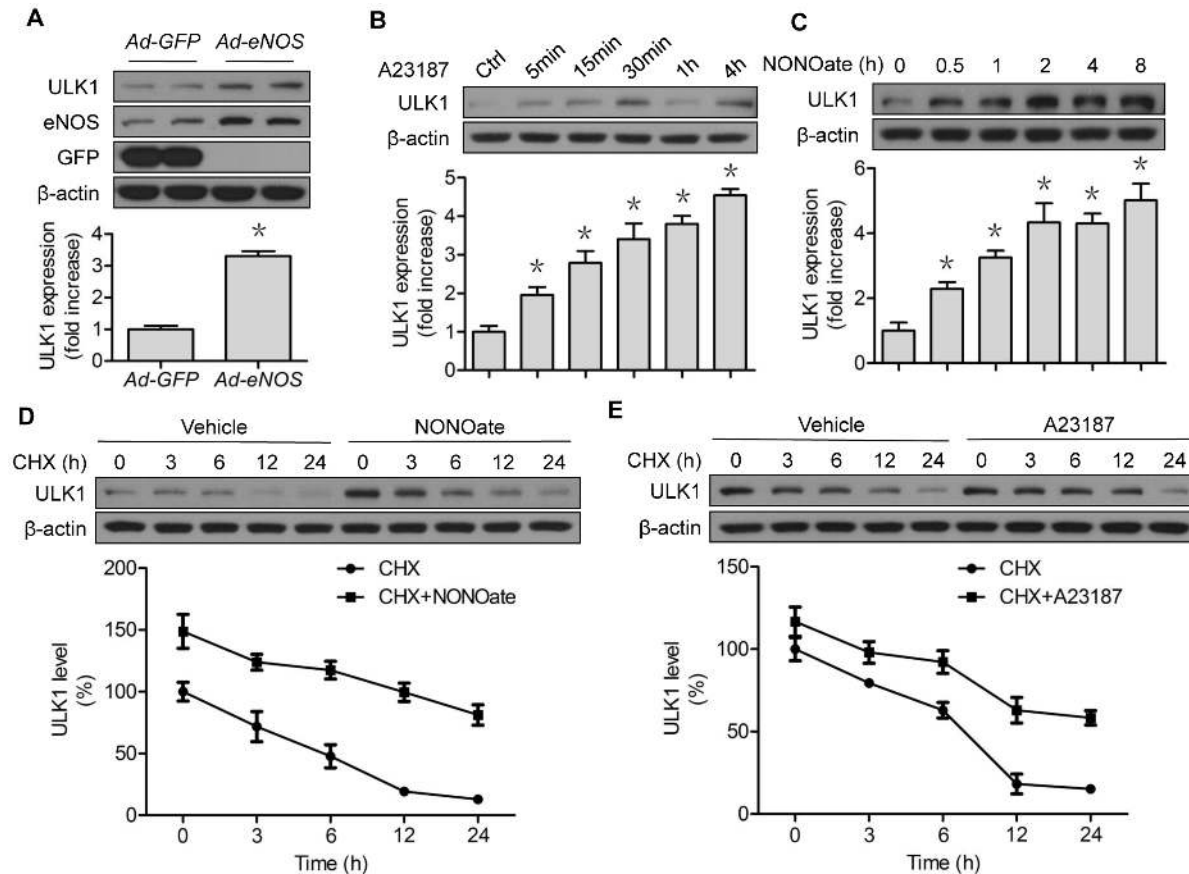 A
Ad-GFP Ad-eNOS
ULK1
eNOS
GFP
β-actin
ULK1 expression
(fold increase)
4
3
2
1
0
*
Ad-GFP Ad-eNOS
B
A23187 Ctrl 5min 15min 30min 1h 4h
ULK1
β-actin
ULK1 expression
(fold increase)
5
4
3
2
1
0
* * * * *
C
NONOate (h) 0 0.5 1 2 4 8
ULK1
β-actin
ULK1 expression
(fold increase)
6
4
2
0
* * * * *
D
Vehicle NONOate
CHX (h) 0 3 6 12 24 0 3 6 12 24
ULK1
β-actin
CHX
CHX+NONOate
ULK1 level
(%)
200
150
100
50
0
0 3 6 12 24
Time (h)
E
Vehicle A23187
CHX (h) 0 3 6 12 24 0 3 6 12 24
ULK1
β-actin
CHX
CHX+A23187
ULK1 level
(%)
150
100
50
0
0 3 6 12 24
Time (h)